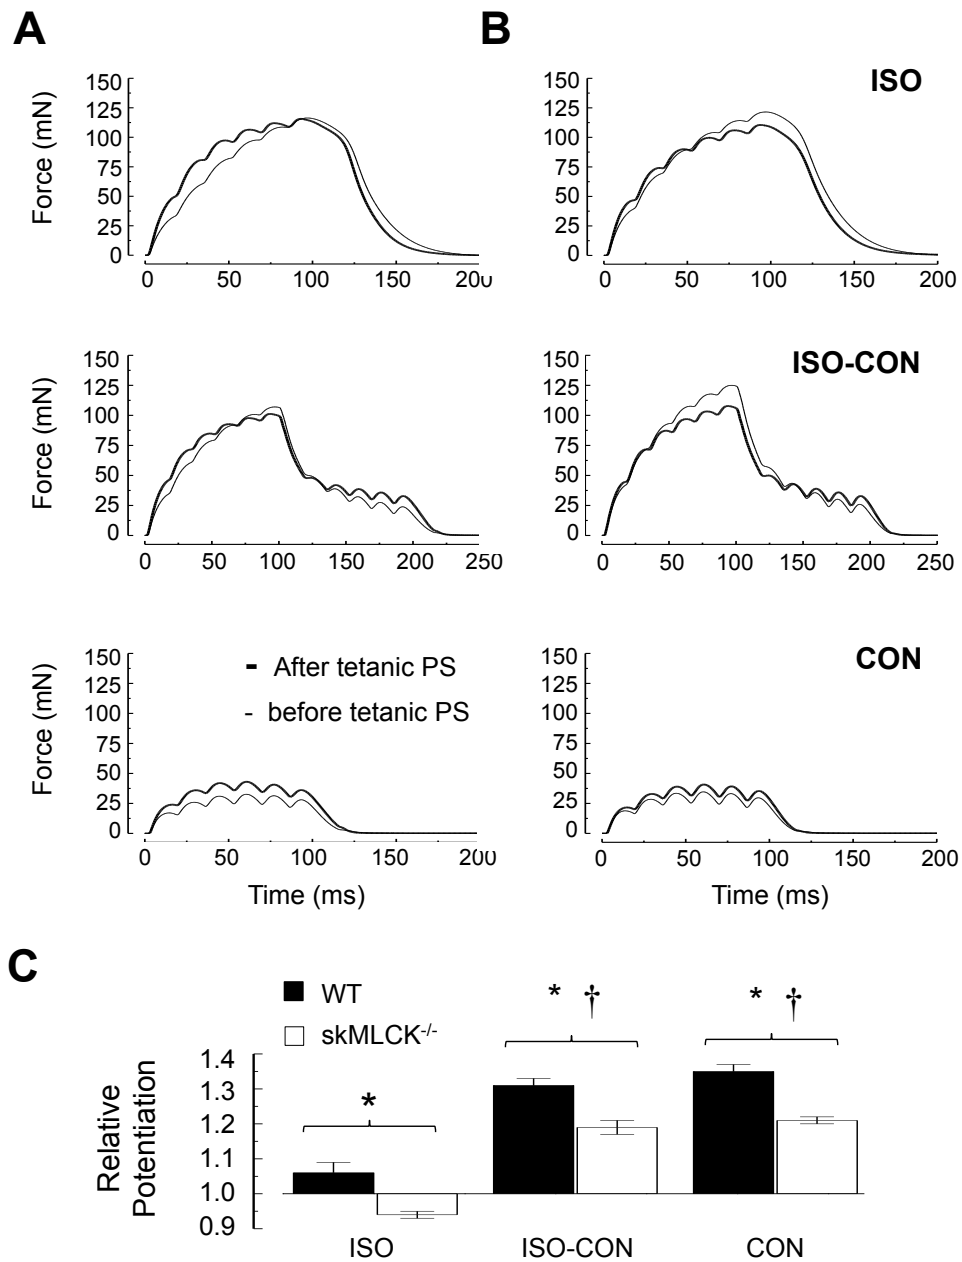 A
B
ISO
150
125
100
75
50
25
0
Force (mN)
0 50 100 150 200
150
125
100
75
50
25
0
0 50 100 150 200
ISO-CON
150
125
100
75
50
25
0
Force (mN)
0 50 100 150 200 250
150
125
100
75
50
25
0
0 50 100 150 200 250
CON
150
125
100
75
50
25
0
Force (mN)
- After tetanic PS
- before tetanic PS
0 50 100 150 200
Time (ms)
150
125
100
75
50
25
0
0 50 100 150 200
Time (ms)
C
WT
skMLCK-/-
* †
* †
*
1.4
1.3
1.2
1.1
1.0
0.9
Relative
Potentiation
ISO ISO-CON CON